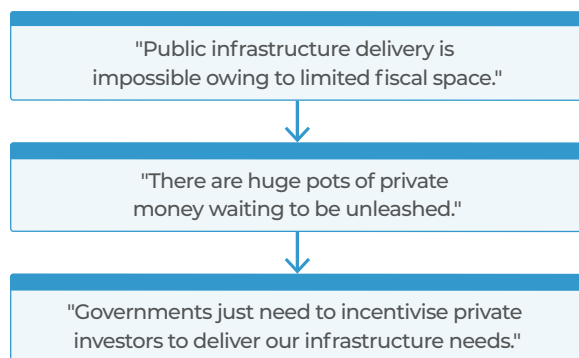 "Public infrastructure delivery is
impossible owing to limited fiscal space."
"There are huge pots of private
money waiting to be unleashed."
"Governments just need to incentivise private
investors to deliver our infrastructure needs."